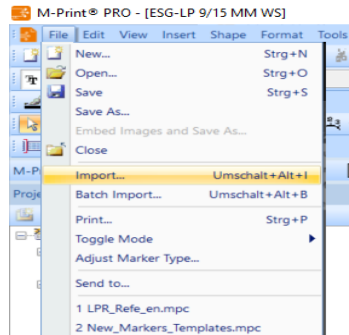 M-Print® PRO - [ESG-LP 9/15 MM WS]
File Edit View Insert Shape Format Tools
New... Strg+N
Open... Strg+O
Save Strg+S
Save As...
Embed Images and Save As...
Close
M-P
Import... Umschalt+Alt+I
Proje
Batch Import... Umschalt+Alt+B
Print... Strg+P
Toggle Mode
Adjust Marker Type...
Send to...
1 LPR_Refe_en.mpc
2 New_Markers_Templates.mpc